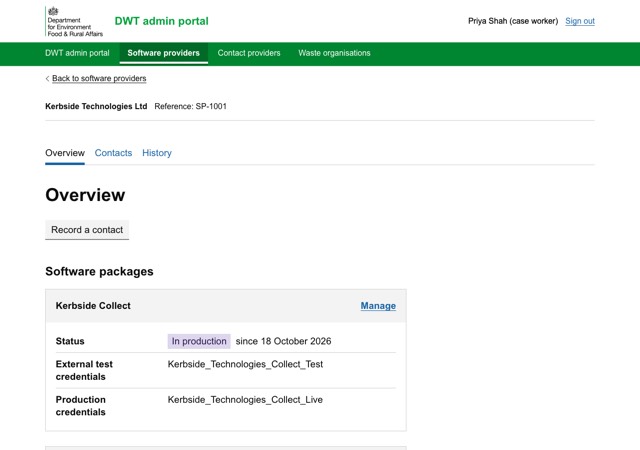 Department
for Environment
Food & Rural Affairs
DWT admin portal
Priya Shah (case worker) Sign out
DWT admin portal Software providers Contact providers Waste organisations
Back to software providers
Kerbside Technologies Ltd Reference: SP-1001
Overview Contacts History
Overview
Record a contact
Software packages
Kerbside Collect Manage
Status In production since 18 October 2026
External test credentials Kerbside_Technologies_Collect_Test
Production credentials Kerbside_Technologies_Collect_Live